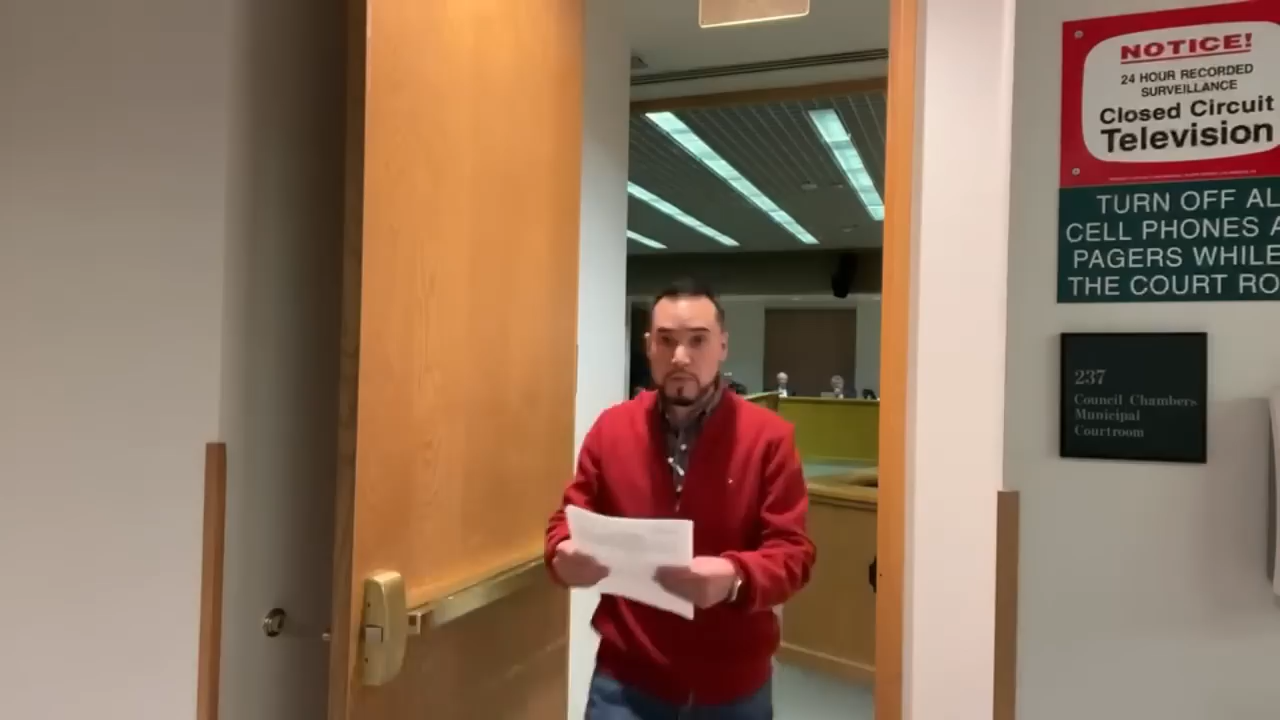 NOTICE!
24 HOUR RECORDED
SURVEILLANCE
Closed Circuit
Television
TURN OFF AL
CELL PHONES A
PAGERS WHILE
THE COURT RO
237
Council Chambers
Municipal
Courtroom